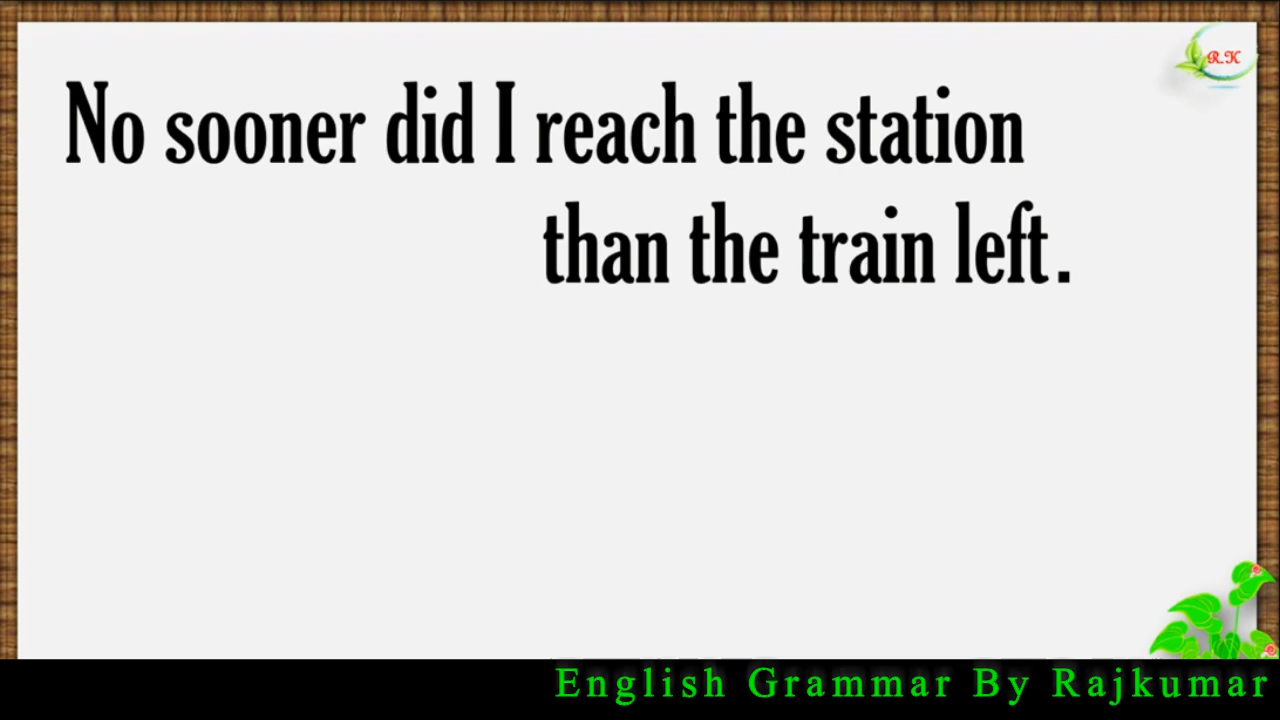 R.K
No sooner did I reach the station
than the train left.
English Grammar By Rajkumar